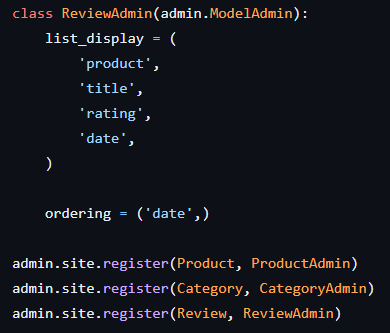 class ReviewAdmin(admin.ModelAdmin):
    list_display = (
        'product',
        'title',
        'rating',
        'date',
    )

    ordering = ('date',)

admin.site.register(Product, ProductAdmin)
admin.site.register(Category, CategoryAdmin)
admin.site.register(Review, ReviewAdmin)